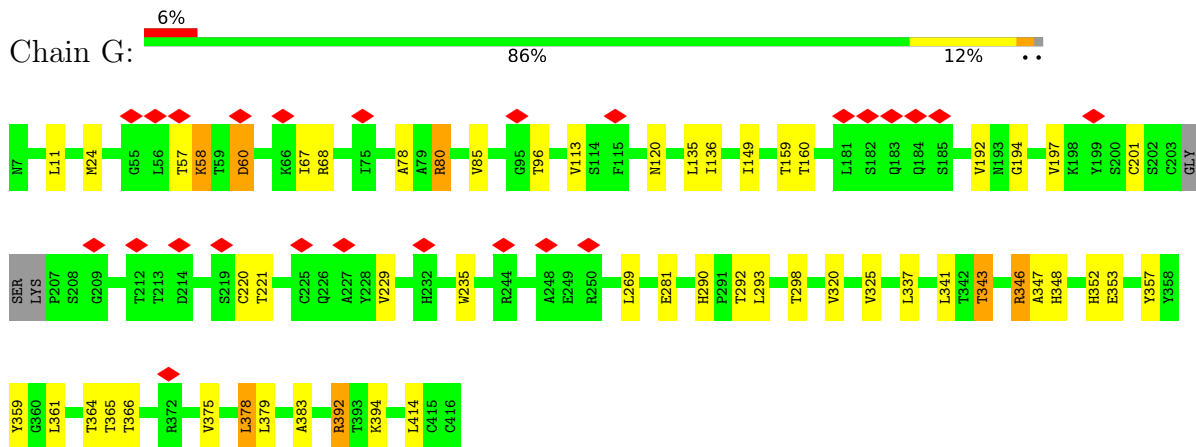 6%
Chain G:
86% 12% • •
N7 L11 M24 G55 L56 T57 K58 T59 D60 K66 I67 R68 I75 A78 A79 R80 V85 G95 T96 V113 S114 F115 N120 L135 I136 I149 T159 T160 L181 S182 Q183 Q184 S185 V192 N193 G194 V197 K198 Y199 S200 C201 S202 C203 GLY
SER LYS P207 S208 G209 T212 T213 D214 S219 C220 T221 C225 Q226 A227 Y228 V229 H232 W235 R244 A248 E249 R250 L269 E281 H290 P291 T292 L293 T298 V320 V325 L337 L341 T342 T343 R346 A347 H348 H352 E353 Y357 Y358
Y359 G360 L361 T364 T365 T366 R372 V375 L378 L379 A383 R392 T393 K394 L414 C415 C416